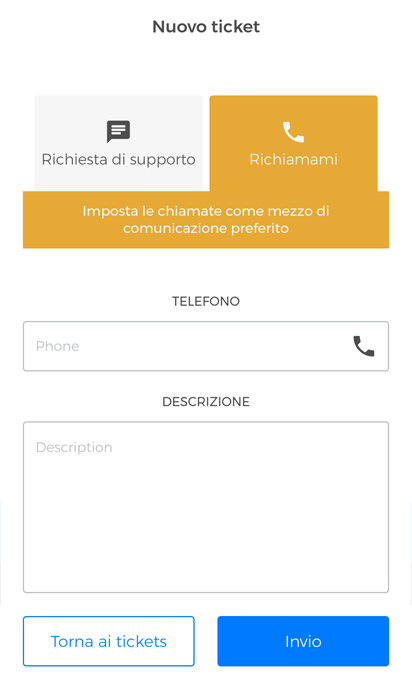 Nuovo ticket
Richiesta di supporto
Richiamami
Imposta le chiamate come mezzo di
comunicazione preferito
TELEFONO
Phone
DESCRIZIONE
Description
Torna ai tickets
Invio